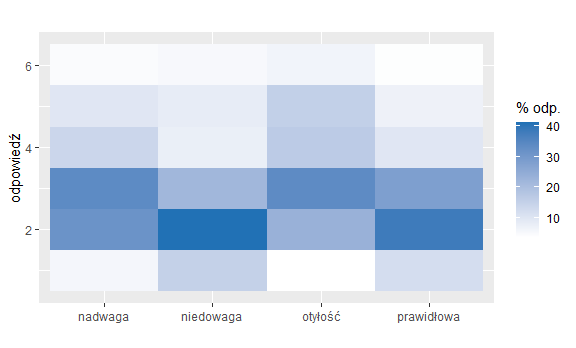 6
4
2
odpowiedź
nadwaga
niedowaga
otyłość
prawidłowa
% odp.
40
30
20
10